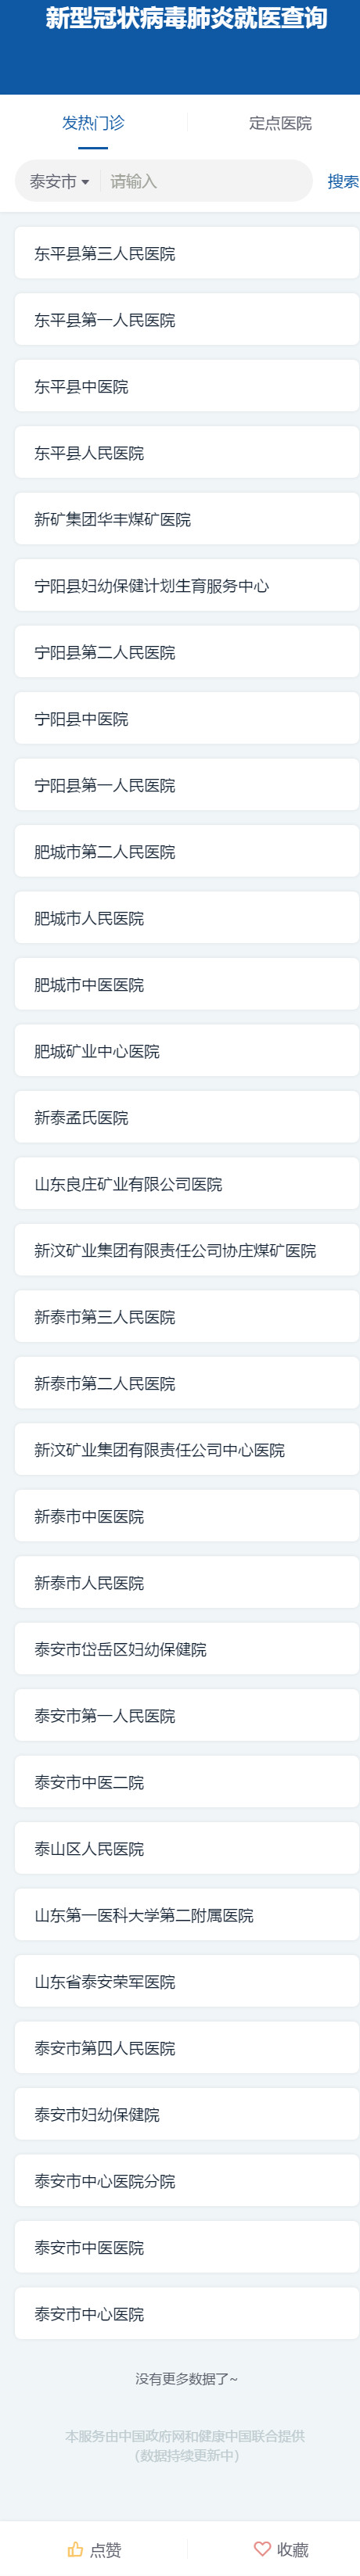 新型冠状病毒肺炎就医查询
发热门诊 定点医院
泰安市 请输入 搜索
东平县第三人民医院
东平县第一人民医院
东平县中医院
东平县人民医院
新矿集团华丰煤矿医院
宁阳县妇幼保健计划生育服务中心
宁阳县第二人民医院
宁阳县中医院
宁阳县第一人民医院
肥城市第二人民医院
肥城市人民医院
肥城市中医医院
肥城矿业中心医院
新泰孟氏医院
山东良庄矿业有限公司医院
新汶矿业集团有限责任公司协庄煤矿医院
新泰市第三人民医院
新泰市第二人民医院
新汶矿业集团有限责任公司中心医院
新泰市中医医院
新泰市人民医院
泰安市岱岳区妇幼保健院
泰安市第一人民医院
泰安市中医二院
泰山区人民医院
山东第一医科大学第二附属医院
山东省泰安荣军医院
泰安市第四人民医院
泰安市妇幼保健院
泰安市中心医院分院
泰安市中医医院
泰安市中心医院
没有更多数据了~
本服务由中国政府网和健康中国联合提供
（数据持续更新中）
点赞 收藏